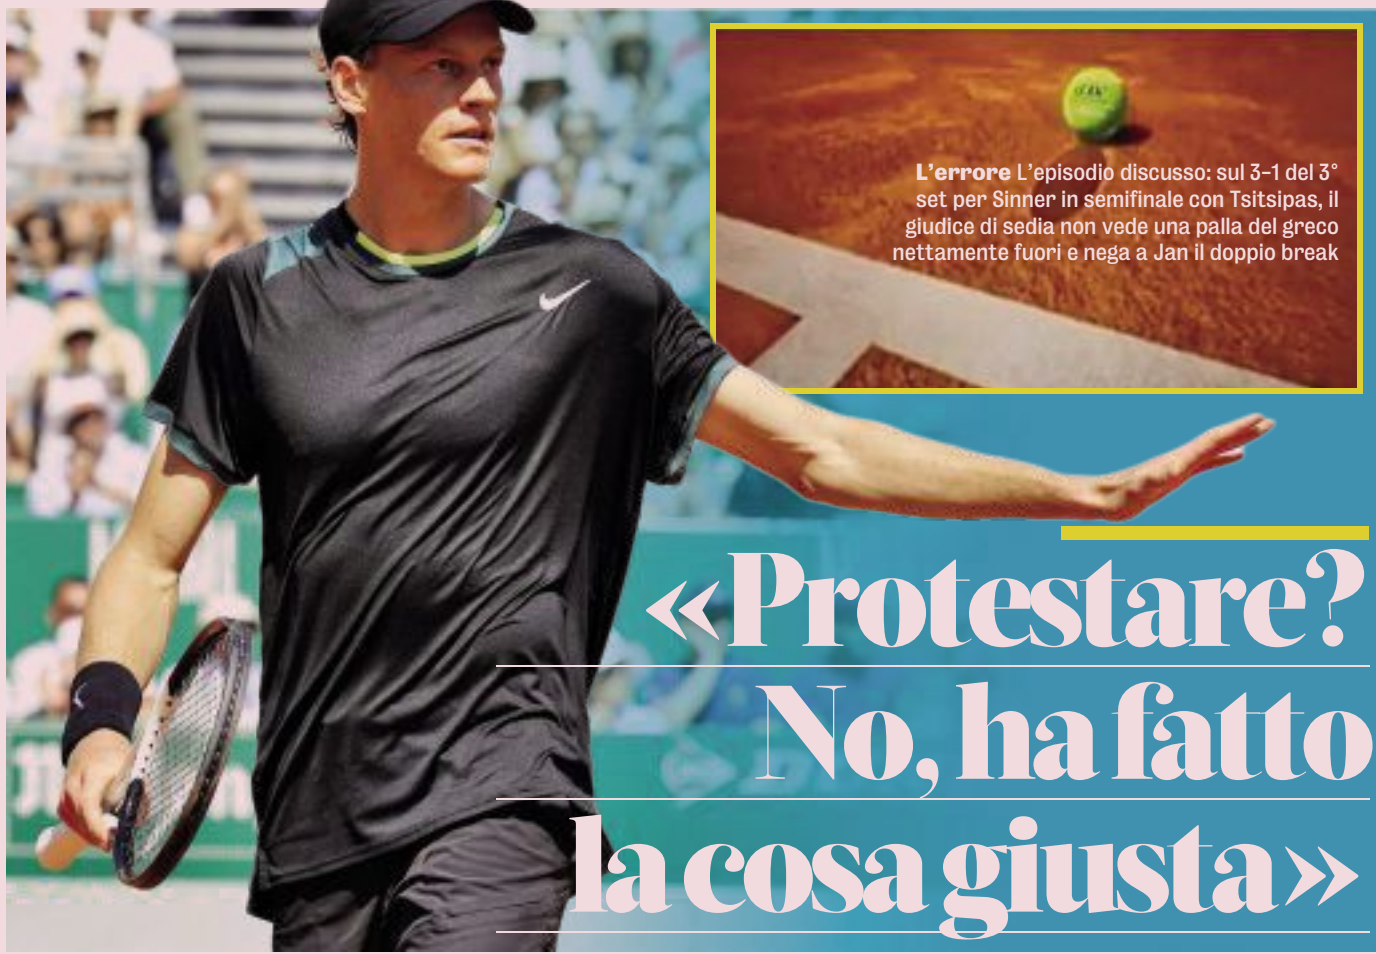 L’errore L’episodio discusso: sul 3-1 del 3°
set per Sinner in semifinale con Tsitsipas, il
giudice di sedia non vede una palla del greco
nettamente fuori e nega a Jan il doppio break
«Protestare?
No, ha fatto
la cosa giusta»